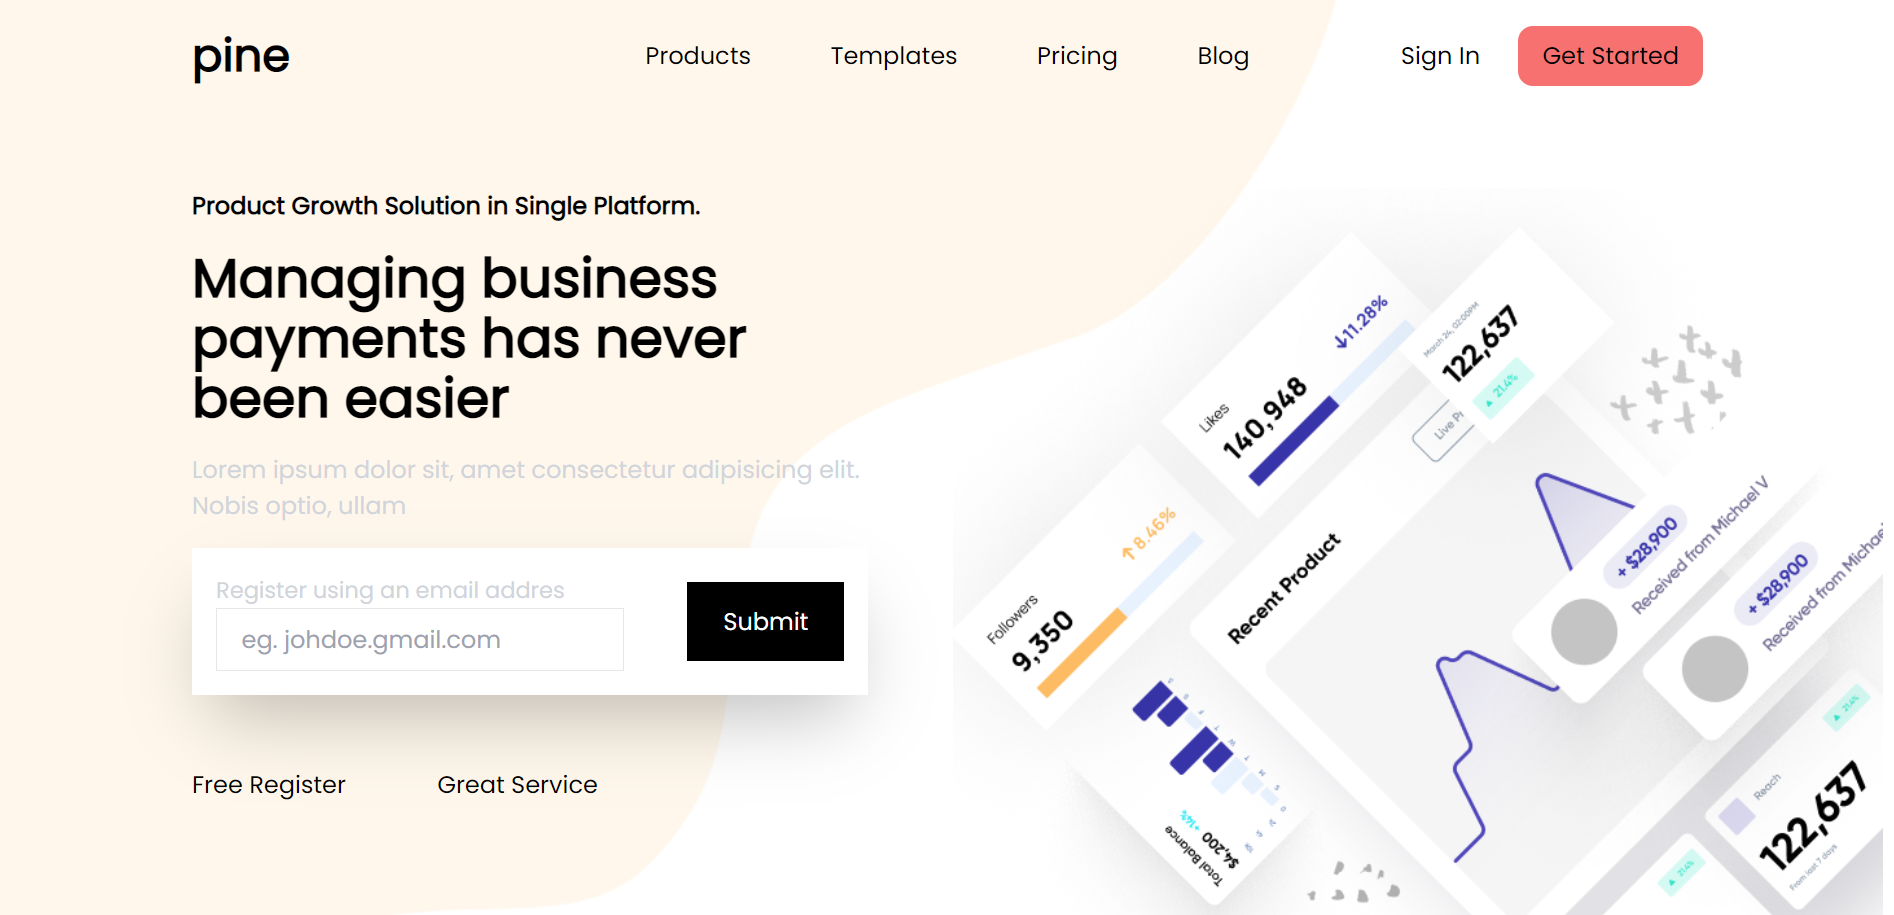 pine
Products
Templates
Pricing
Blog
Sign In
Get Started
Product Growth Solution in Single Platform.
Managing business
payments has never
been easier
Lorem ipsum dolor sit, amet consectetur adipisicing elit.
Nobis optio, ullam
Register using an email addres
eg. johdoe.gmail.com
Submit
Free Register
Great Service
Likes
140,948
↓11.28%
March 24, 02:00PM
122,637
▲ 21.4%
Live Pr
Followers
9,350
↑ 8.46%
Recent Product
+ $28,900
Received from Michael V
+ $28,900
Received from Michae
Total Balance
$4,200 +14%
Reach
122,637
From last 7 days
▲ 21.4%
▲ 21.4%